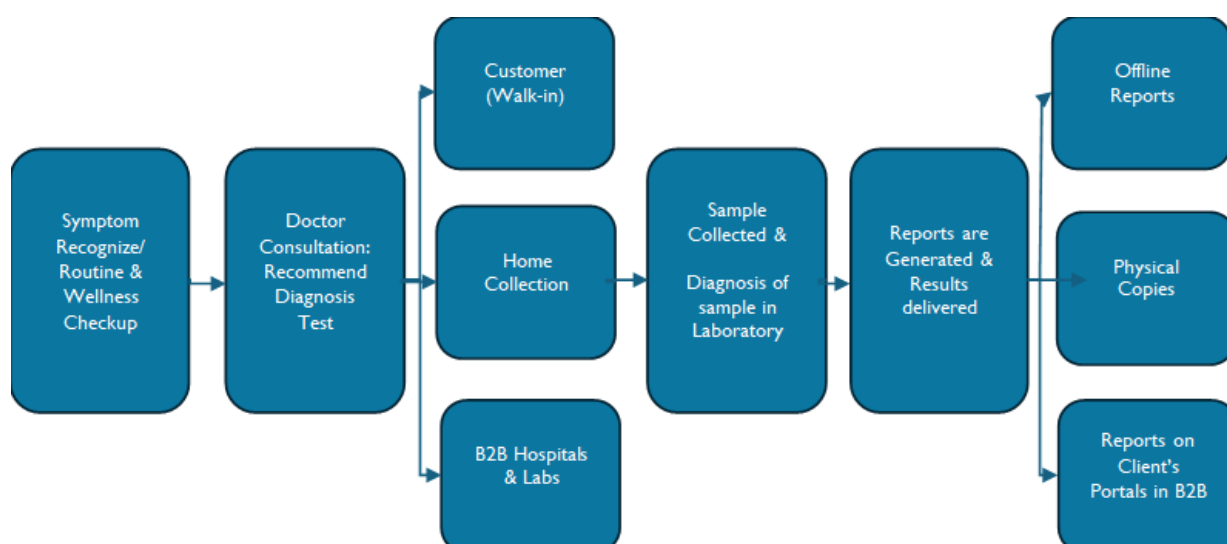 Symptom
Recognize/
Routine &
Wellness
Checkup
Doctor
Consultation:
Recommend
Diagnosis
Test
Customer
(Walk-in)
Home
Collection
B2B Hospitals
& Labs
Sample
Collected &
Diagnosis of
sample in
Laboratory
Reports are
Generated &
Results
delivered
Offline
Reports
Physical
Copies
Reports on
Client's
Portals in B2B